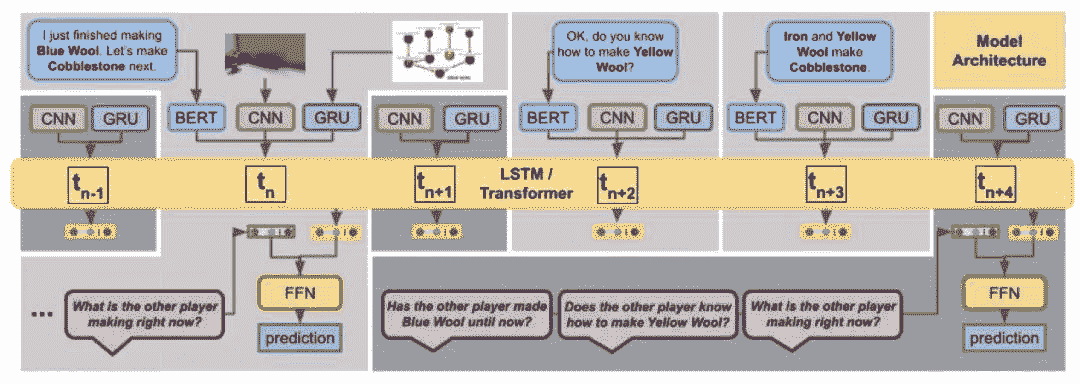 I just finished making
Blue Wool. Let's make
Cobblestone next.
OK, do you know
how to make Yellow
Wool?
Iron and Yellow
Wool make
Cobblestone.
Model
Architecture
CNN GRU
BERT CNN GRU
CNN GRU
BERT CNN GRU
BERT CNN GRU
CNN GRU
tn-1
tn
tn+1
LSTM /
Transformer
tn+2
tn+3
tn+4
...
What is the other player
making right now?
FFN
prediction
Has the other player made
Blue Wool until now?
Does the other player know
how to make Yellow Wool?
What is the other player
making right now?
FFN
prediction